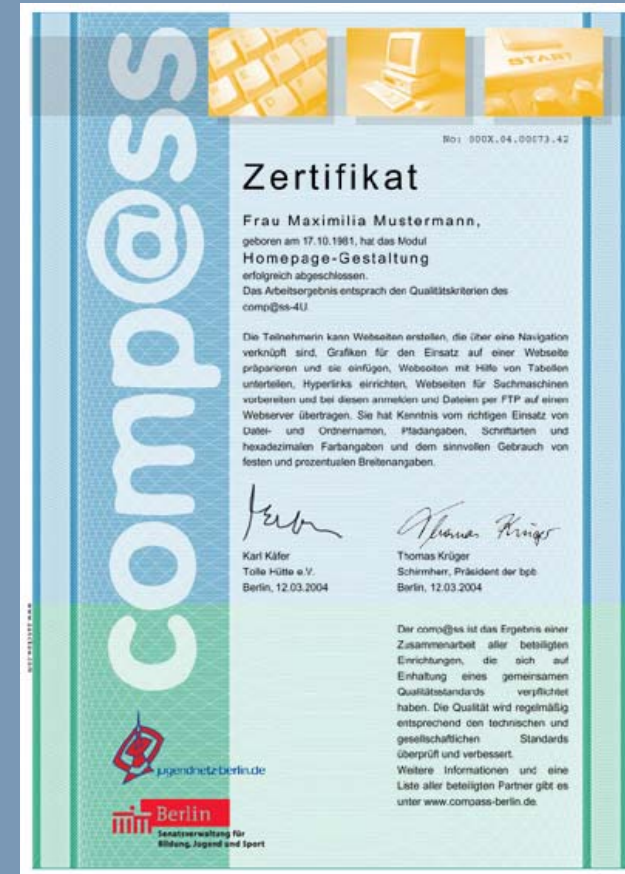 comp@ss
START
No: 000X.04.00073.42
Zertifikat
Frau Maximilia Mustermann,
geboren am 17.10.1981, hat das Modul
Homepage-Gestaltung
erfolgreich abgeschlossen.
Das Arbeitsergebnis entsprach den Qualitätskriterien des
comp@ss-4U.
Die Teilnehmerin kann Webseiten erstellen, die über eine Navigation
verknüpft sind, Grafiken für den Einsatz auf einer Webseite
präparieren und sie einfügen, Webseiten mit Hilfe von Tabellen
unterteilen, Hyperlinks einrichten, Webseiten für Suchmaschinen
vorbereiten und bei diesen anmelden und Dateien per FTP auf einen
Webserver übertragen. Sie hat Kenntnis vom richtigen Einsatz von
Datei- und Ordnernamen, Pfadangaben, Schriftarten und
hexadezimalen Farbangaben und dem sinnvollen Gebrauch von
festen und prozentualen Breitenangaben.
Thomas Krüger
Karl Käfer
Tolle Hütte e.V.
Berlin, 12.03.2004
Thomas Krüger
Schirmherr, Präsident der bpb
Berlin, 12.03.2004
Der comp@ss ist das Ergebnis einer
Zusammenarbeit aller beteiligten
Einrichtungen, die sich auf
Einhaltung eines gemeinsamen
Qualitätsstandards verpflichtet
haben. Die Qualität wird regelmäßig
entsprechend den technischen und
gesellschaftlichen Standards
überprüft und verbessert.
Weitere Informationen und eine
Liste aller beteiligten Partner gibt es
unter www.compass-berlin.de.
jugendnetz-berlin.de
Berlin
Senatsverwaltung für
Bildung, Jugend und Sport